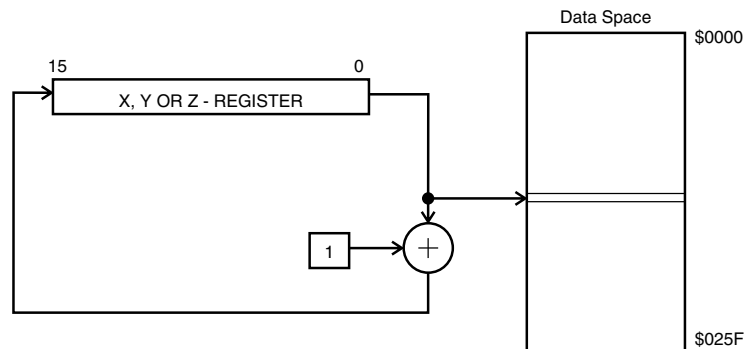 Data Space
$0000
15 0
X, Y OR Z - REGISTER
1
+
$025F